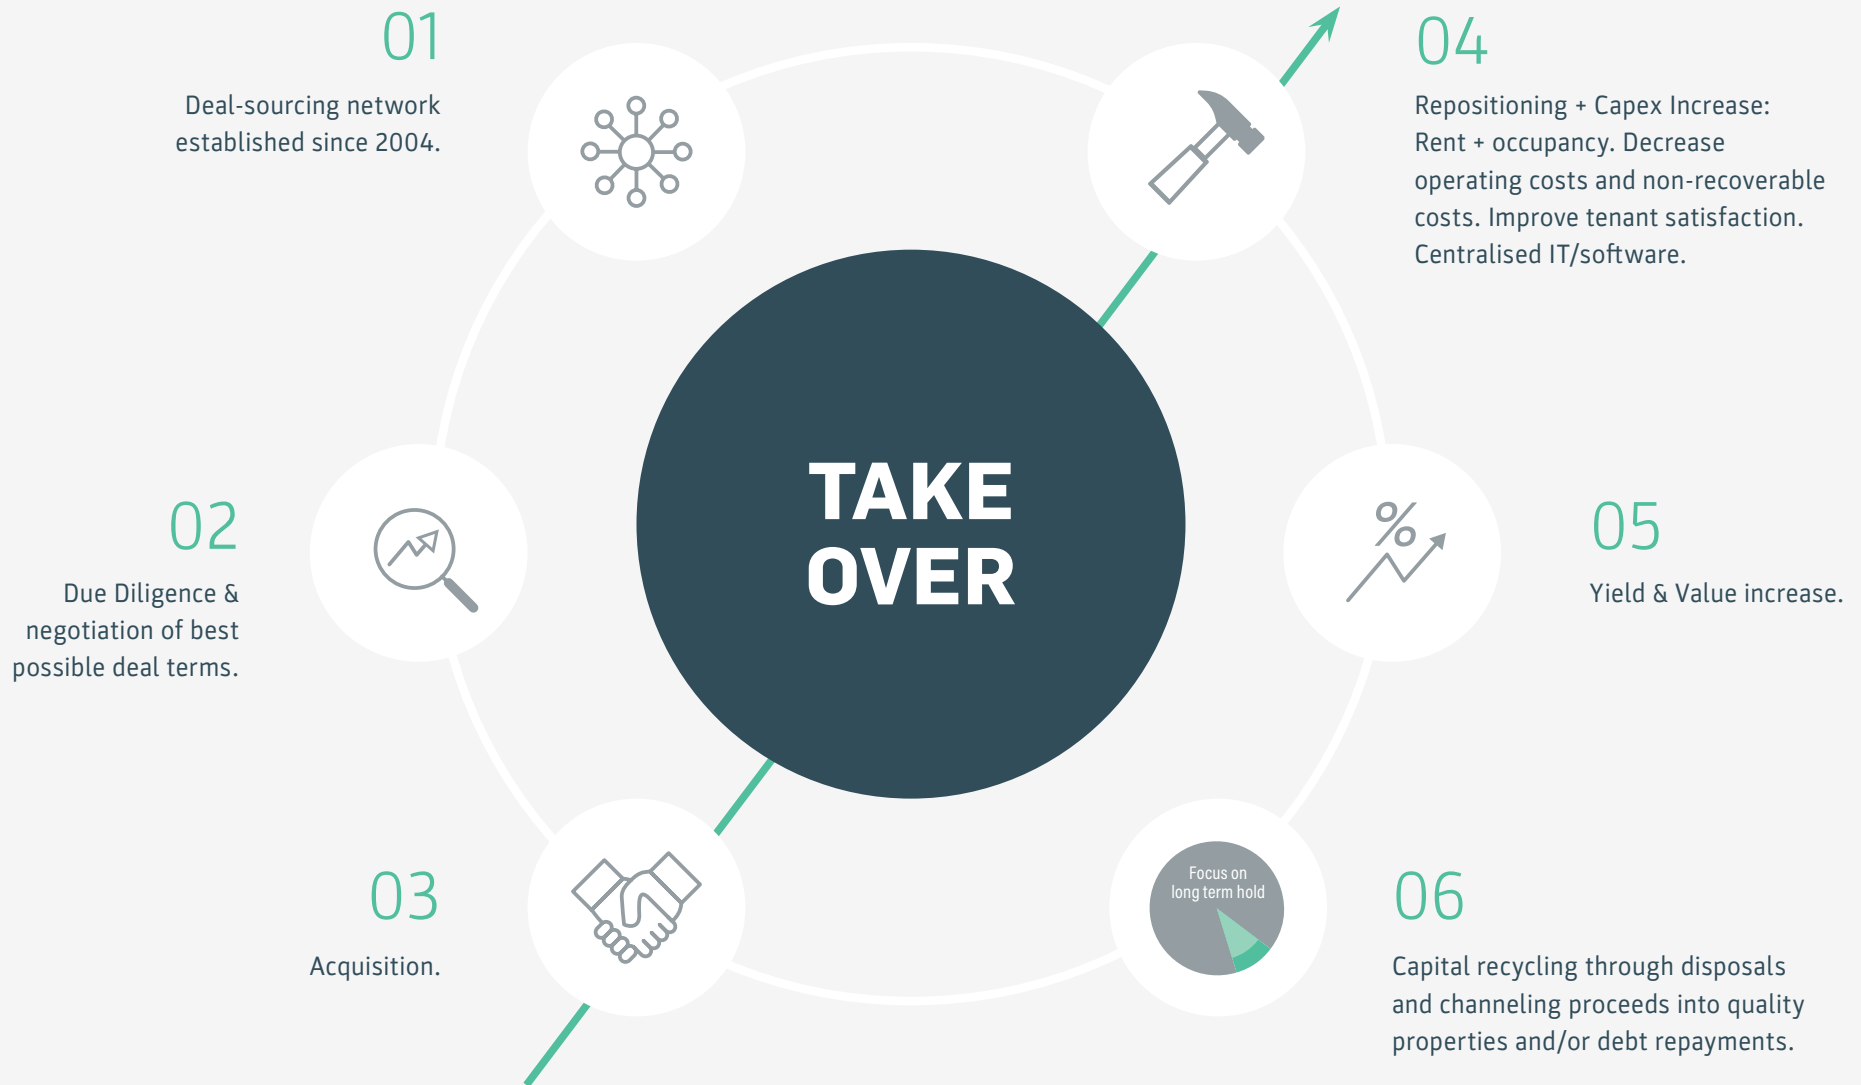 01
Deal-sourcing network
established since 2004.
02
Due Diligence &
negotiation of best
possible deal terms.
03
Acquisition.
TAKE
OVER
04
Repositioning + Capex Increase:
Rent + occupancy. Decrease
operating costs and non-recoverable
costs. Improve tenant satisfaction.
Centralised IT/software.
%
05
Yield & Value increase.
Focus on
long term hold
06
Capital recycling through disposals
and channeling proceeds into quality
properties and/or debt repayments.